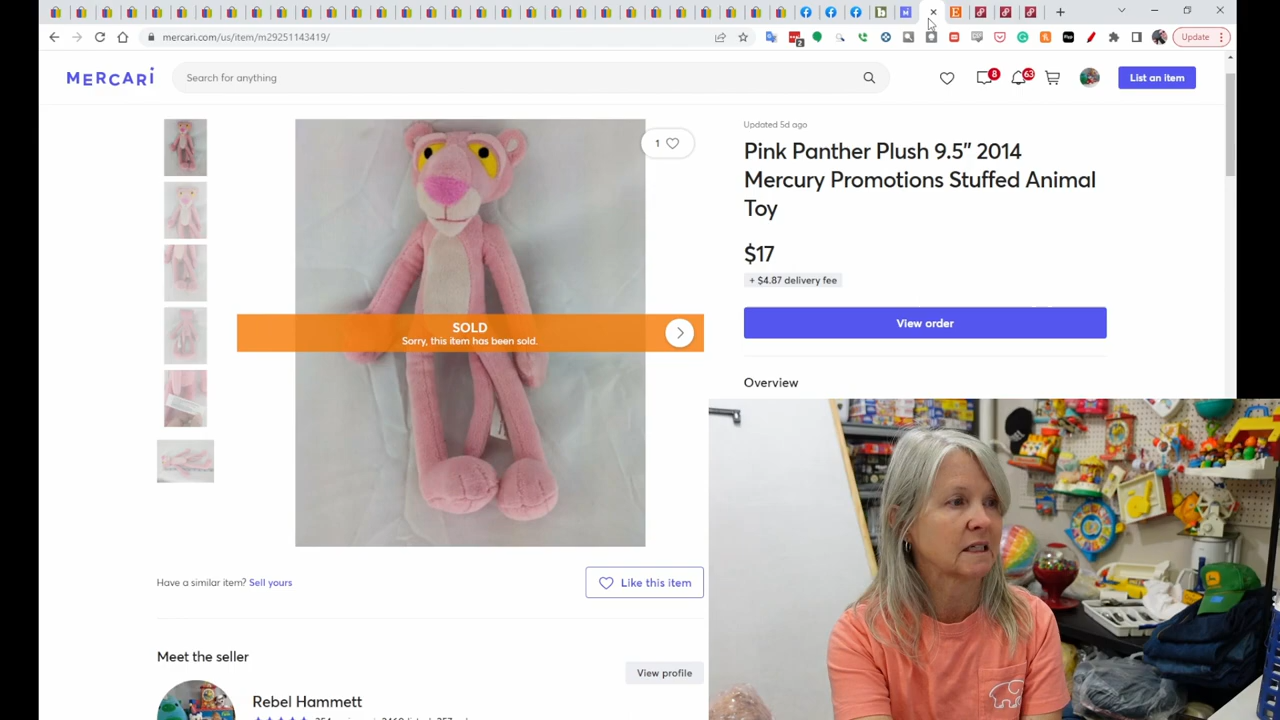 mercari.com/us/item/m29251143419/
Update
MERCARI
Search for anything
8
63
List an item
2
Updated 5d ago
1
Pink Panther Plush 9.5" 2014
Mercury Promotions Stuffed Animal
Toy
$17
+ $4.87 delivery fee
SOLD
Sorry, this item has been sold.
View order
Overview
Have a similar item? Sell yours
Like this item
Meet the seller
View profile
Rebel Hammett